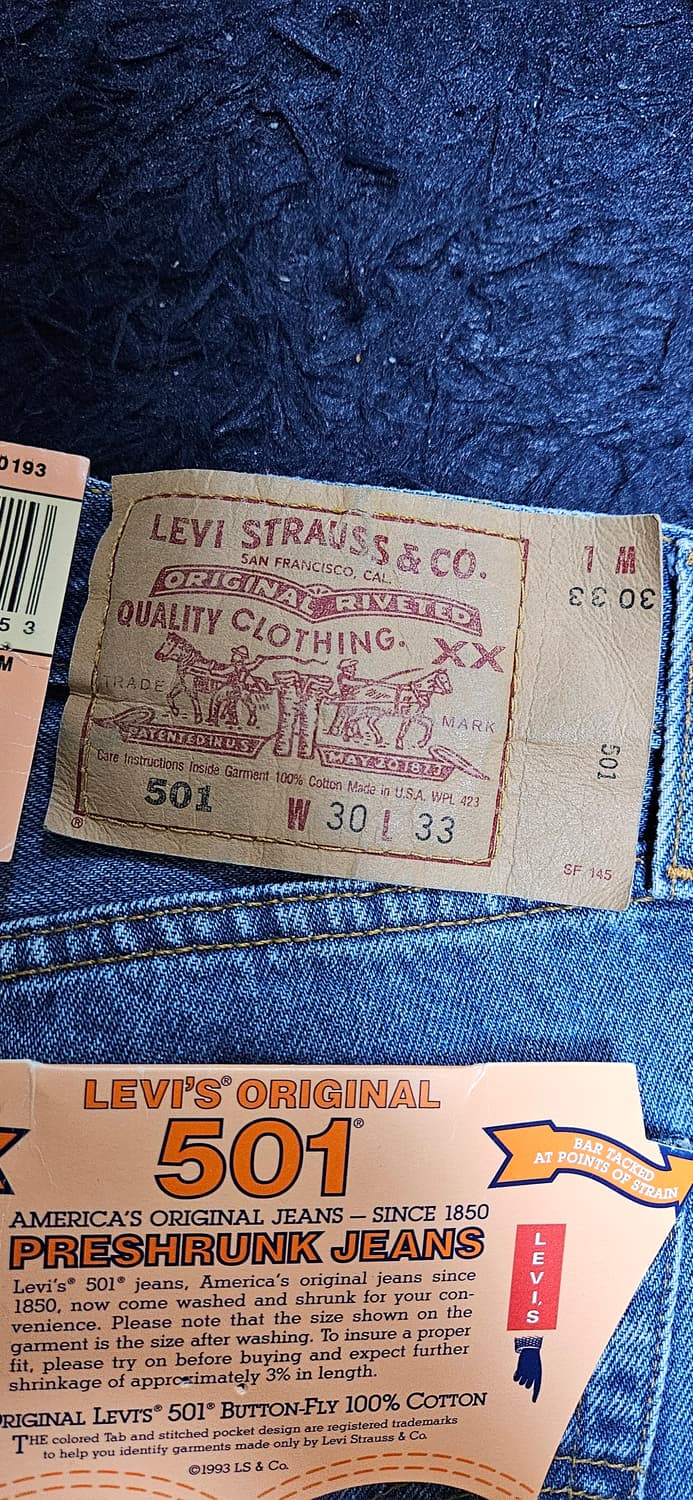 0193
5 3
M
LEVI STRAUSS & CO.
SAN FRANCISCO, CAL.
ORIGINAL RIVETED
QUALITY CLOTHING.
XX
TRADE MARK
PATENTED IN U.S.
MAY 20 1873
Care Instructions Inside Garment 100% Cotton Made in U.S.A. WPL 423
501 W 30 L 33
®
W L
30 33
501
SF 145
LEVI'S® ORIGINAL
501®
AMERICA'S ORIGINAL JEANS – SINCE 1850
PRESHRUNK JEANS
Levi's® 501® jeans, America's original jeans since
1850, now come washed and shrunk for your con-
venience. Please note that the size shown on the
garment is the size after washing. To insure a proper
fit, please try on before buying and expect further
shrinkage of approximately 3% in length.
RIGINAL LEVI'S® 501® BUTTON-FLY 100% COTTON
THE colored Tab and stitched pocket design are registered trademarks
to help you identify garments made only by Levi Strauss & Co.
©1993 LS & Co.
BAR TACKED
AT POINTS OF STRAIN
LEVI'S